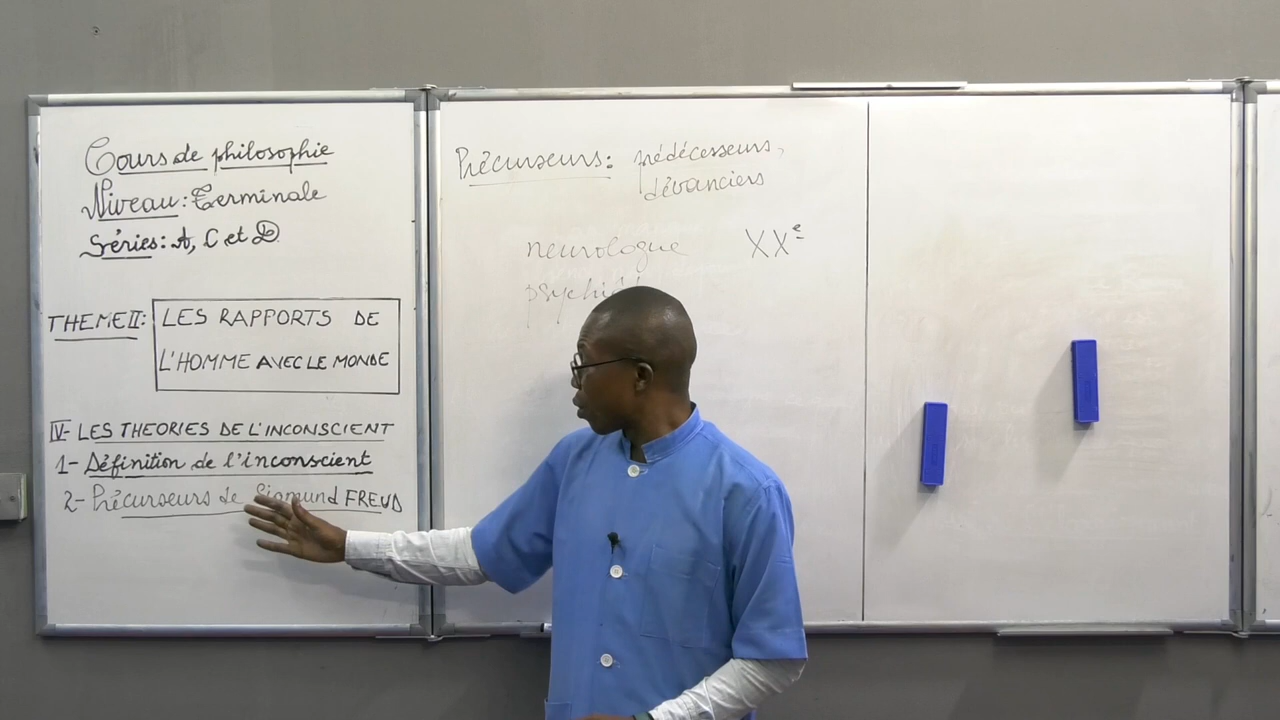 Cours de philosophie
Niveau: Terminale
Séries: A, C et D
THEME II: LES RAPPORTS DE
L'HOMME AVEC LE MONDE
IV- LES THEORIES DE L'INCONSCIENT
1- Définition de l'inconscient
2- Précurseurs de Sigmund FREUD
Précurseurs: prédécesseurs,
dévanciers
neurologue XXe